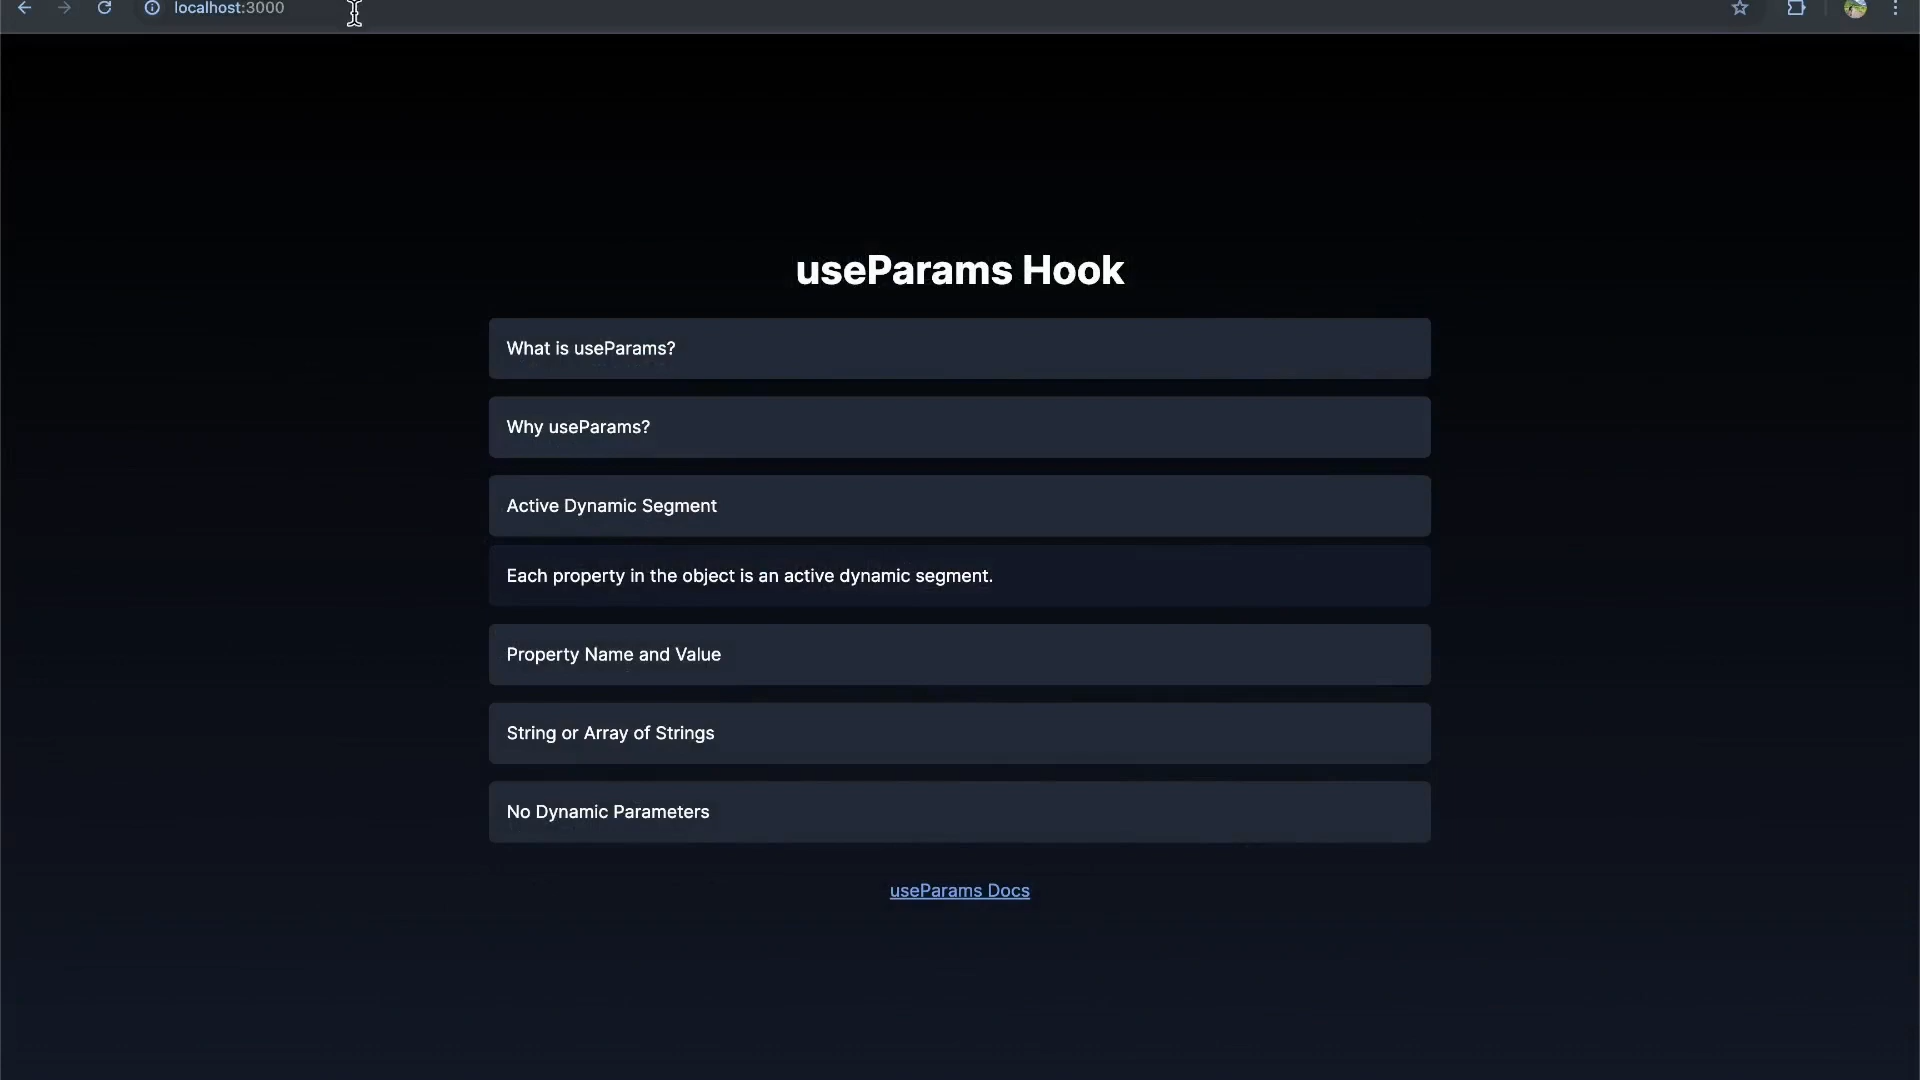 localhost:3000
useParams Hook
What is useParams?
Why useParams?
Active Dynamic Segment
Each property in the object is an active dynamic segment.
Property Name and Value
String or Array of Strings
No Dynamic Parameters
useParams Docs